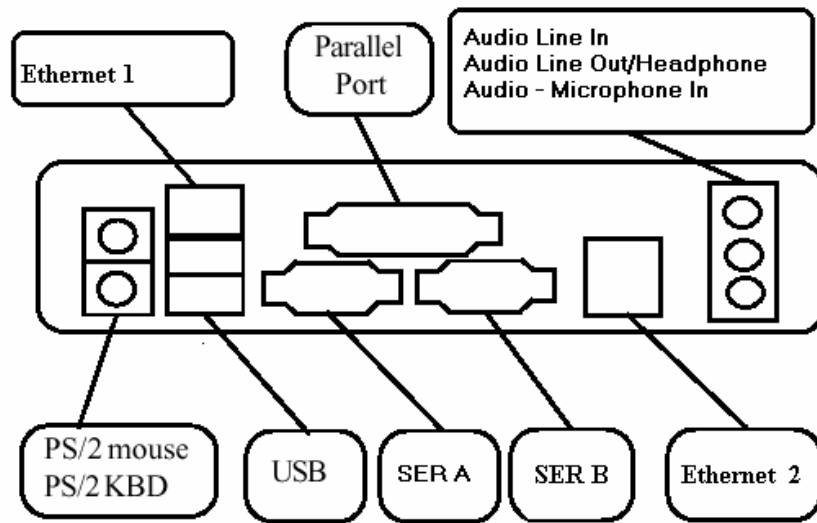 Ethernet 1
Parallel
Port
Audio Line In
Audio Line Out/Headphone
Audio - Microphone In
PS/2 mouse
PS/2 KBD
USB
SER A
SER B
Ethernet 2